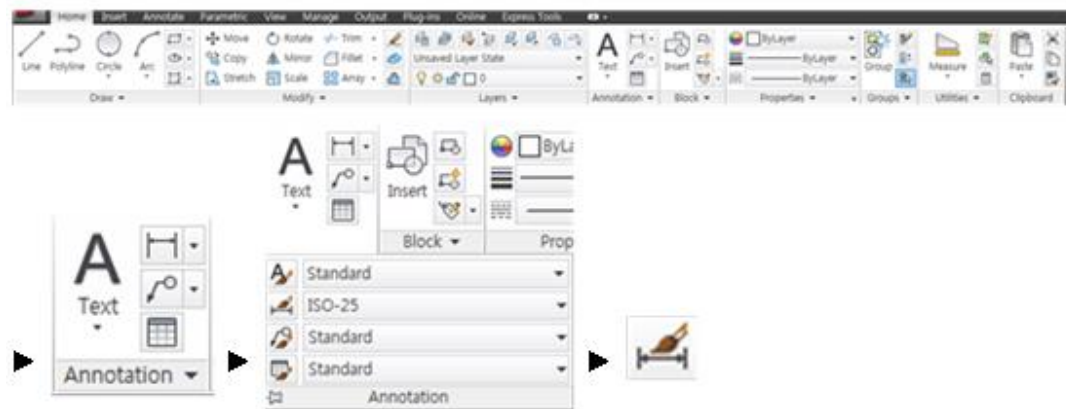 Home Insert Annotate Parametric View Manage Output Plug-ins Online Express Tools
Move Rotate Trim Unsaved Layer State ByLayer
Line Polyline Circle Arc Copy Mirror Fillet Text Insert ByLayer Group Measure Paste
Stretch Scale Array 0 ByLayer
Draw Modify Layers Annotation Block Properties Groups Utilities Clipboard
A
Text
Insert
ByLa
Block
Prop
A
Text
Annotation
Standard
ISO-25
Standard
Standard
Annotation